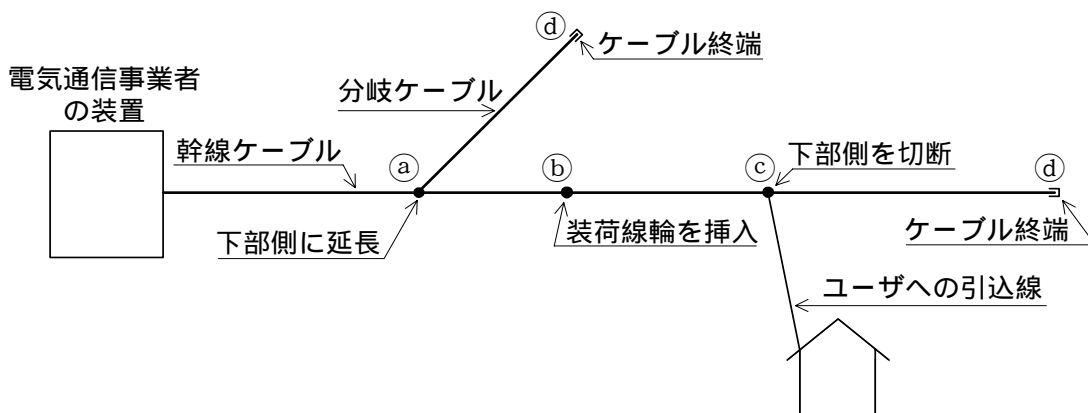 ⓓ
ケーブル終端
電気通信事業者
の装置
分岐ケーブル
幹線ケーブル
ⓐ
ⓑ
ⓒ
下部側を切断
ⓓ
下部側に延長
装荷線輪を挿入
ケーブル終端
ユーザへの引込線